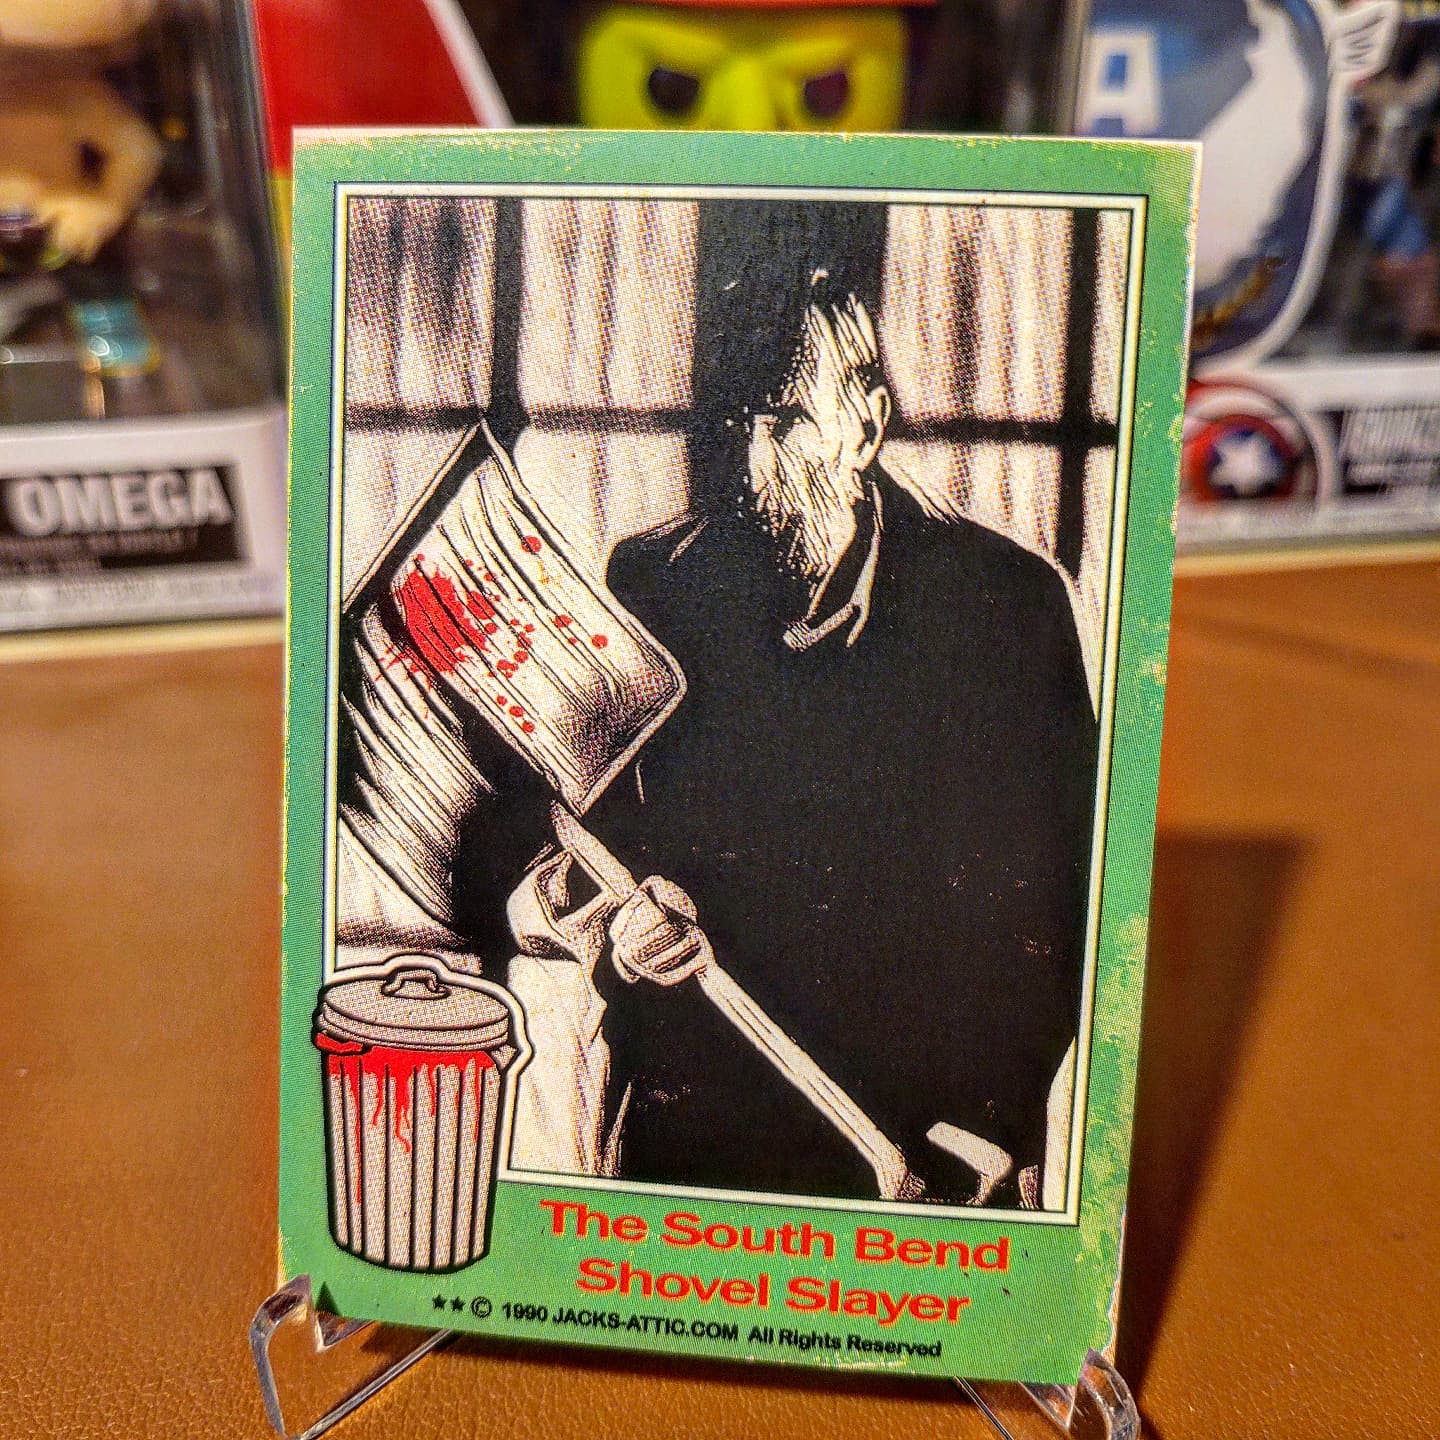 A
OMEGA
The South Bend
Shovel Slayer
★★© 1990 JACKS-ATTIC.COM All Rights Reserved